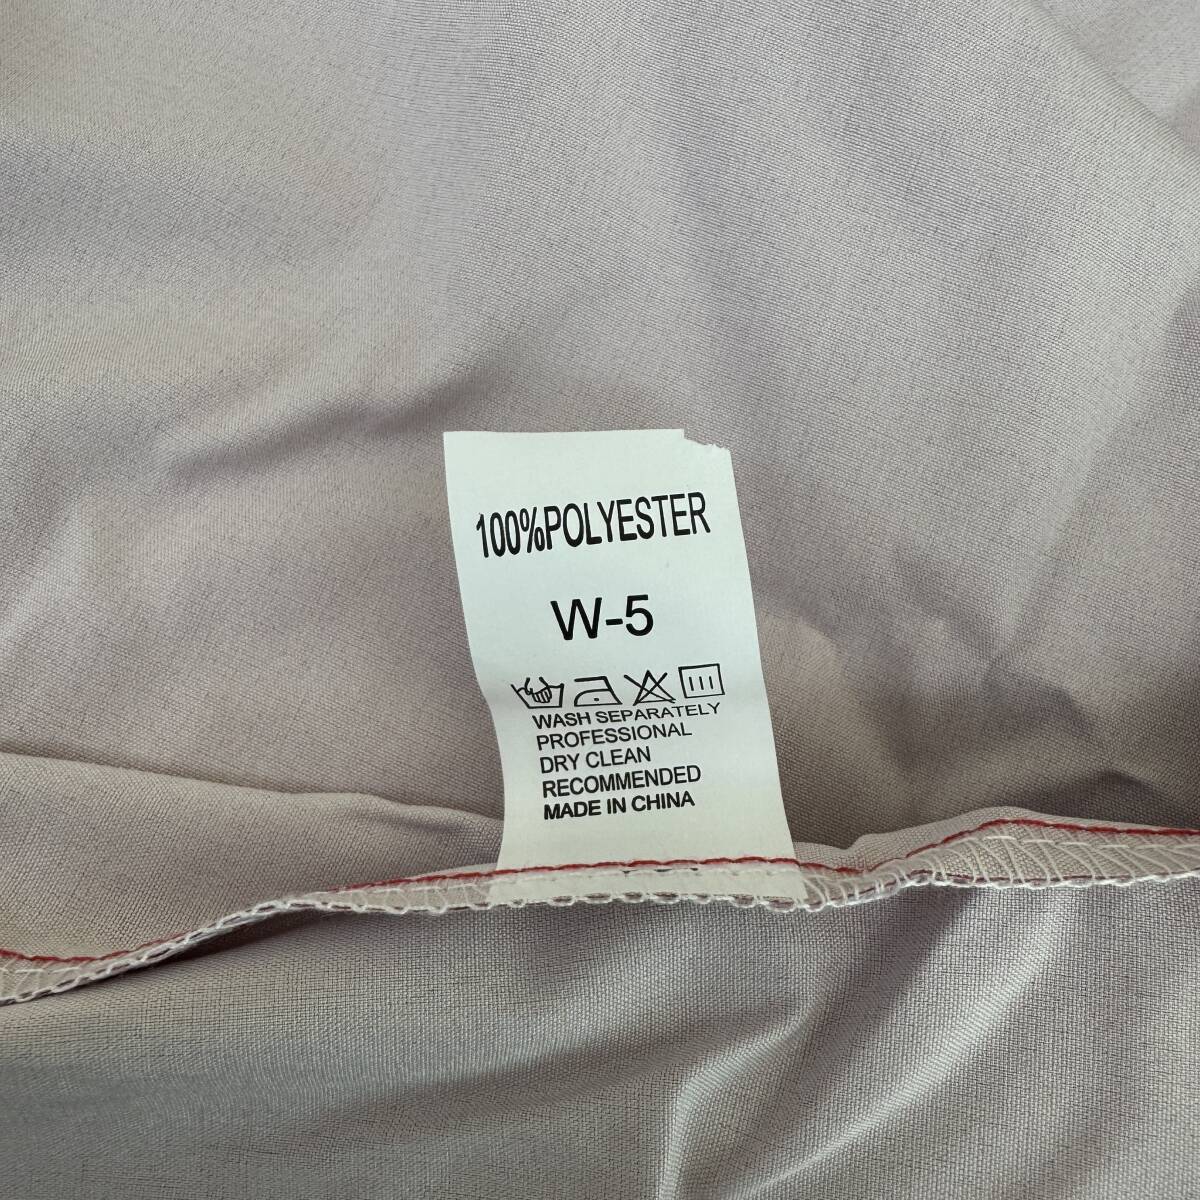 100%POLYESTER
W-5
WASH SEPARATELY
PROFESSIONAL
DRY CLEAN
RECOMMENDED
MADE IN CHINA